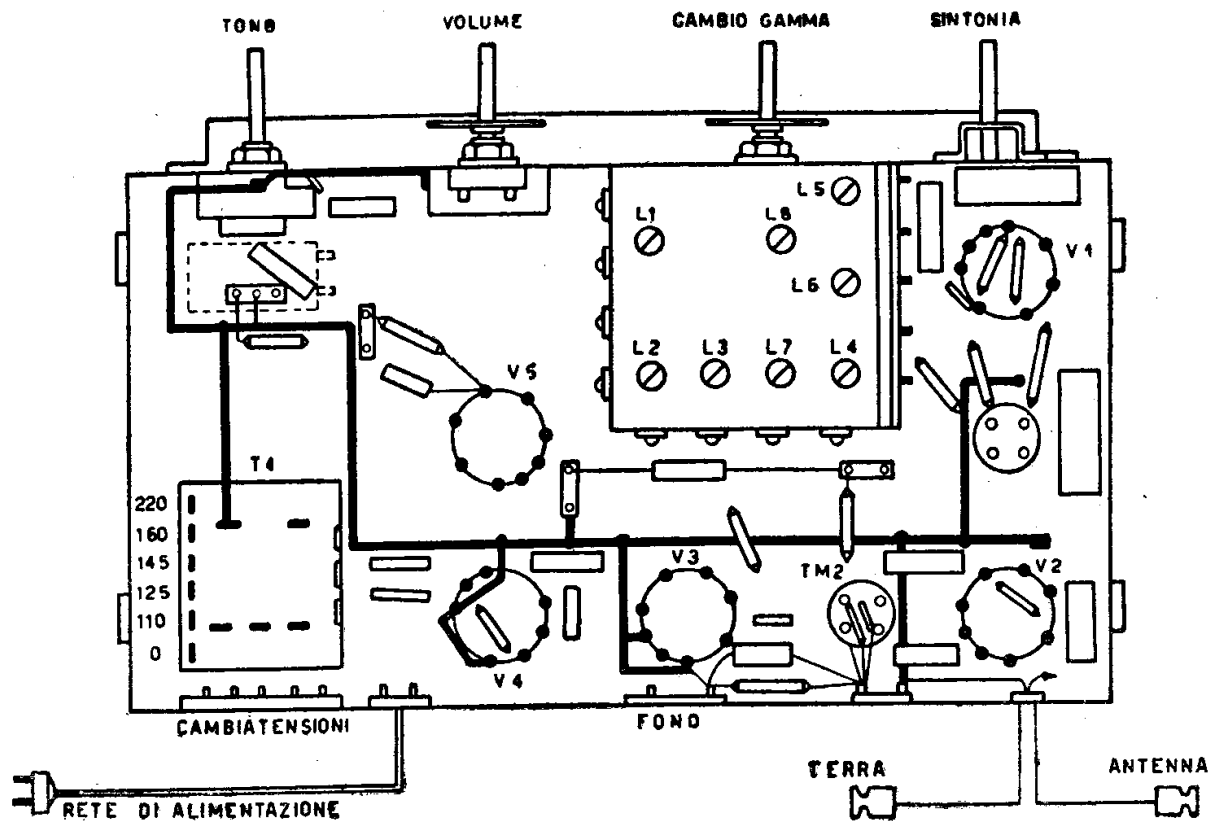 TONO
VOLUME
CAMBIO GAMMA
SINTONIA
L5
L1
L8
V1
L6
L2
L3
L7
L4
V5
T4
220
160
145
125
110
0
V3
TM2
V2
V4
CAMBIATENSIONI
FONO
TERRA
ANTENNA
RETE DI ALIMENTAZIONE